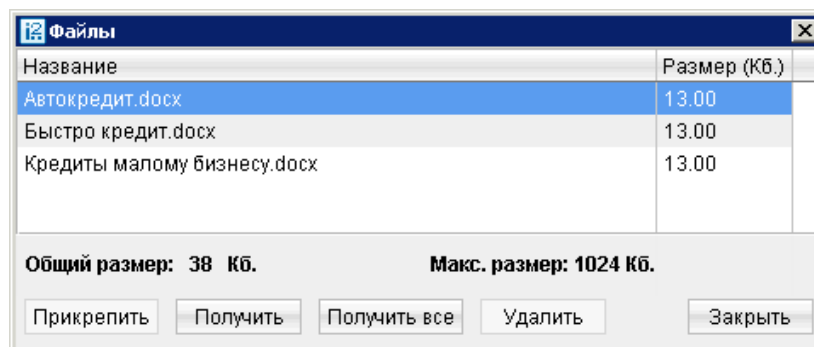 Файлы
Название Размер (Кб.)
Автокредит.docx 13.00
Быстро кредит.docx 13.00
Кредиты малому бизнесу.docx 13.00
Общий размер: 38 Кб. Макс. размер: 1024 Кб.
Прикрепить Получить Получить все Удалить Закрыть